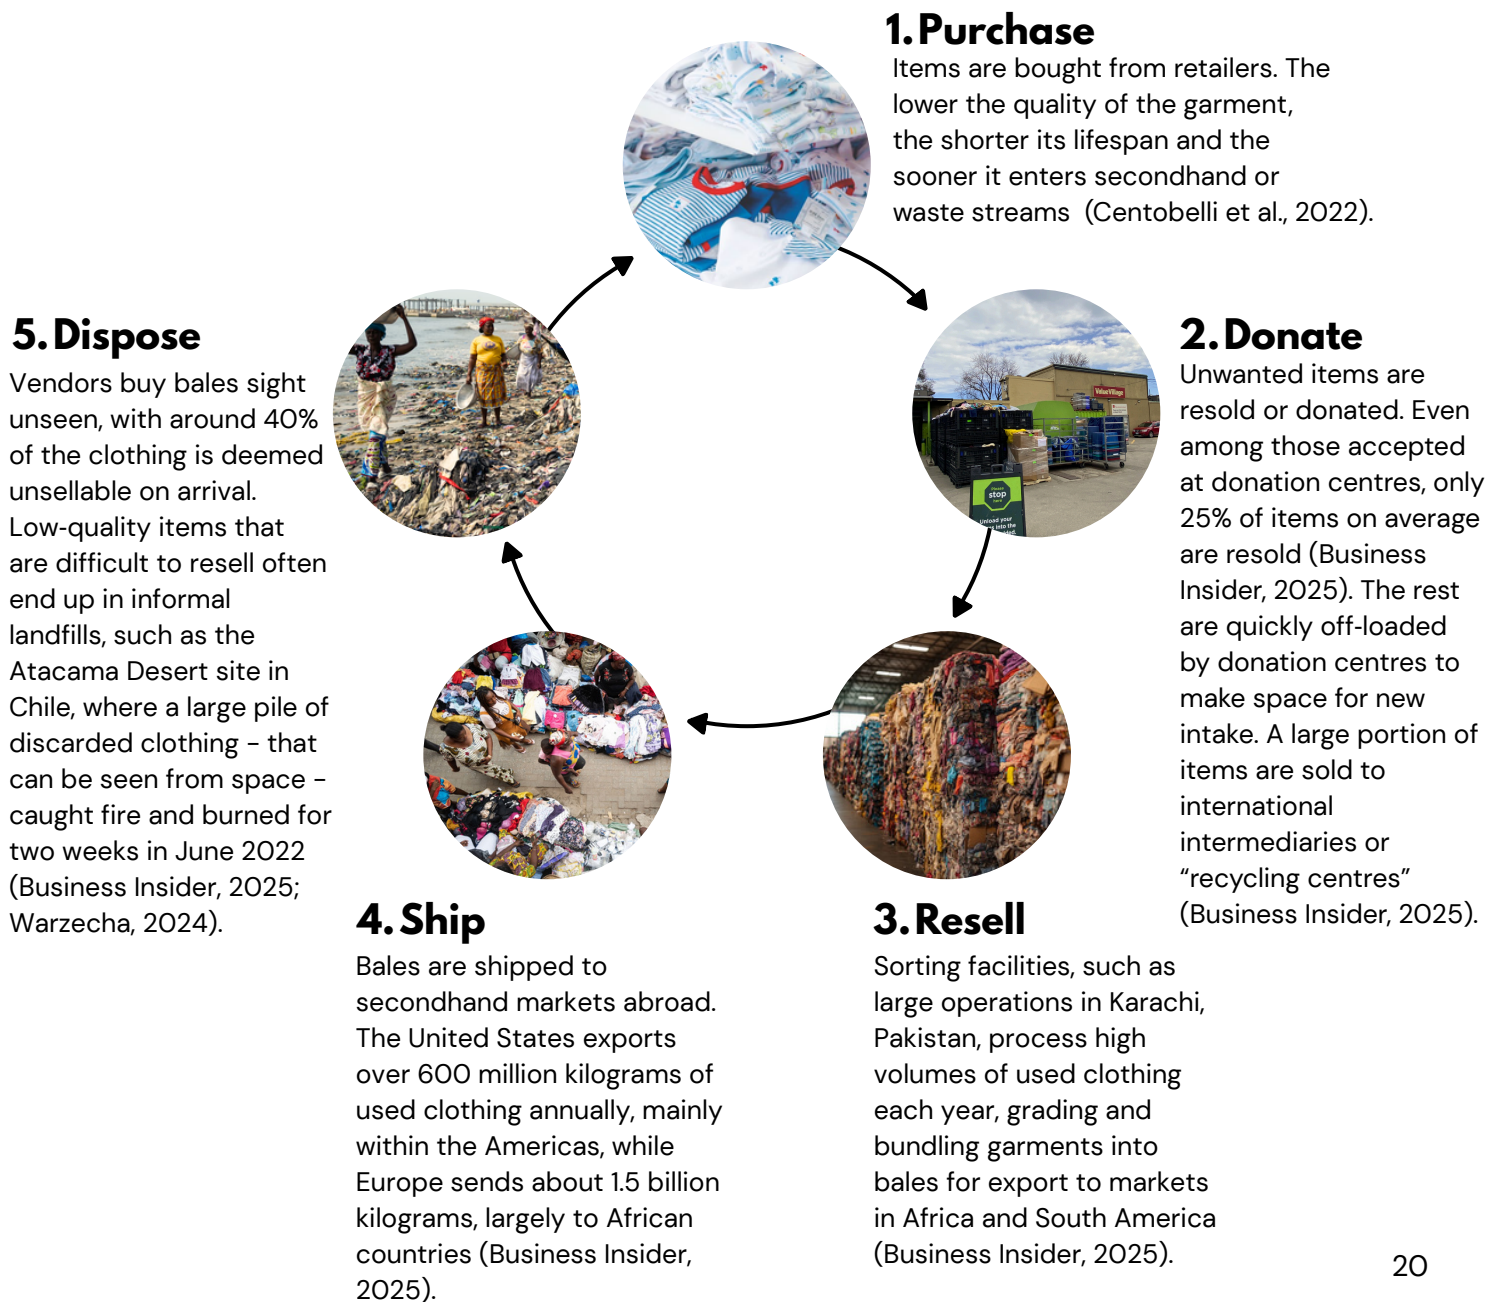 1. Purchase
Items are bought from retailers. The
lower the quality of the garment,
the shorter its lifespan and the
sooner it enters secondhand or
waste streams (Centobelli et al., 2022).
2. Donate
Unwanted items are
resold or donated. Even
among those accepted
at donation centres, only
25% of items on average
are resold (Business
Insider, 2025). The rest
are quickly off-loaded
by donation centres to
make space for new
intake. A large portion of
items are sold to
international
intermediaries or
“recycling centres”
(Business Insider, 2025).
Value Village
Please
stop
here
Unload your
into the
3. Resell
Sorting facilities, such as
large operations in Karachi,
Pakistan, process high
volumes of used clothing
each year, grading and
bundling garments into
bales for export to markets
in Africa and South America
(Business Insider, 2025).
4. Ship
Bales are shipped to
secondhand markets abroad.
The United States exports
over 600 million kilograms of
used clothing annually, mainly
within the Americas, while
Europe sends about 1.5 billion
kilograms, largely to African
countries (Business Insider,
2025).
5. Dispose
Vendors buy bales sight
unseen, with around 40%
of the clothing is deemed
unsellable on arrival.
Low-quality items that
are difficult to resell often
end up in informal
landfills, such as the
Atacama Desert site in
Chile, where a large pile of
discarded clothing – that
can be seen from space –
caught fire and burned for
two weeks in June 2022
(Business Insider, 2025;
Warzecha, 2024).
20